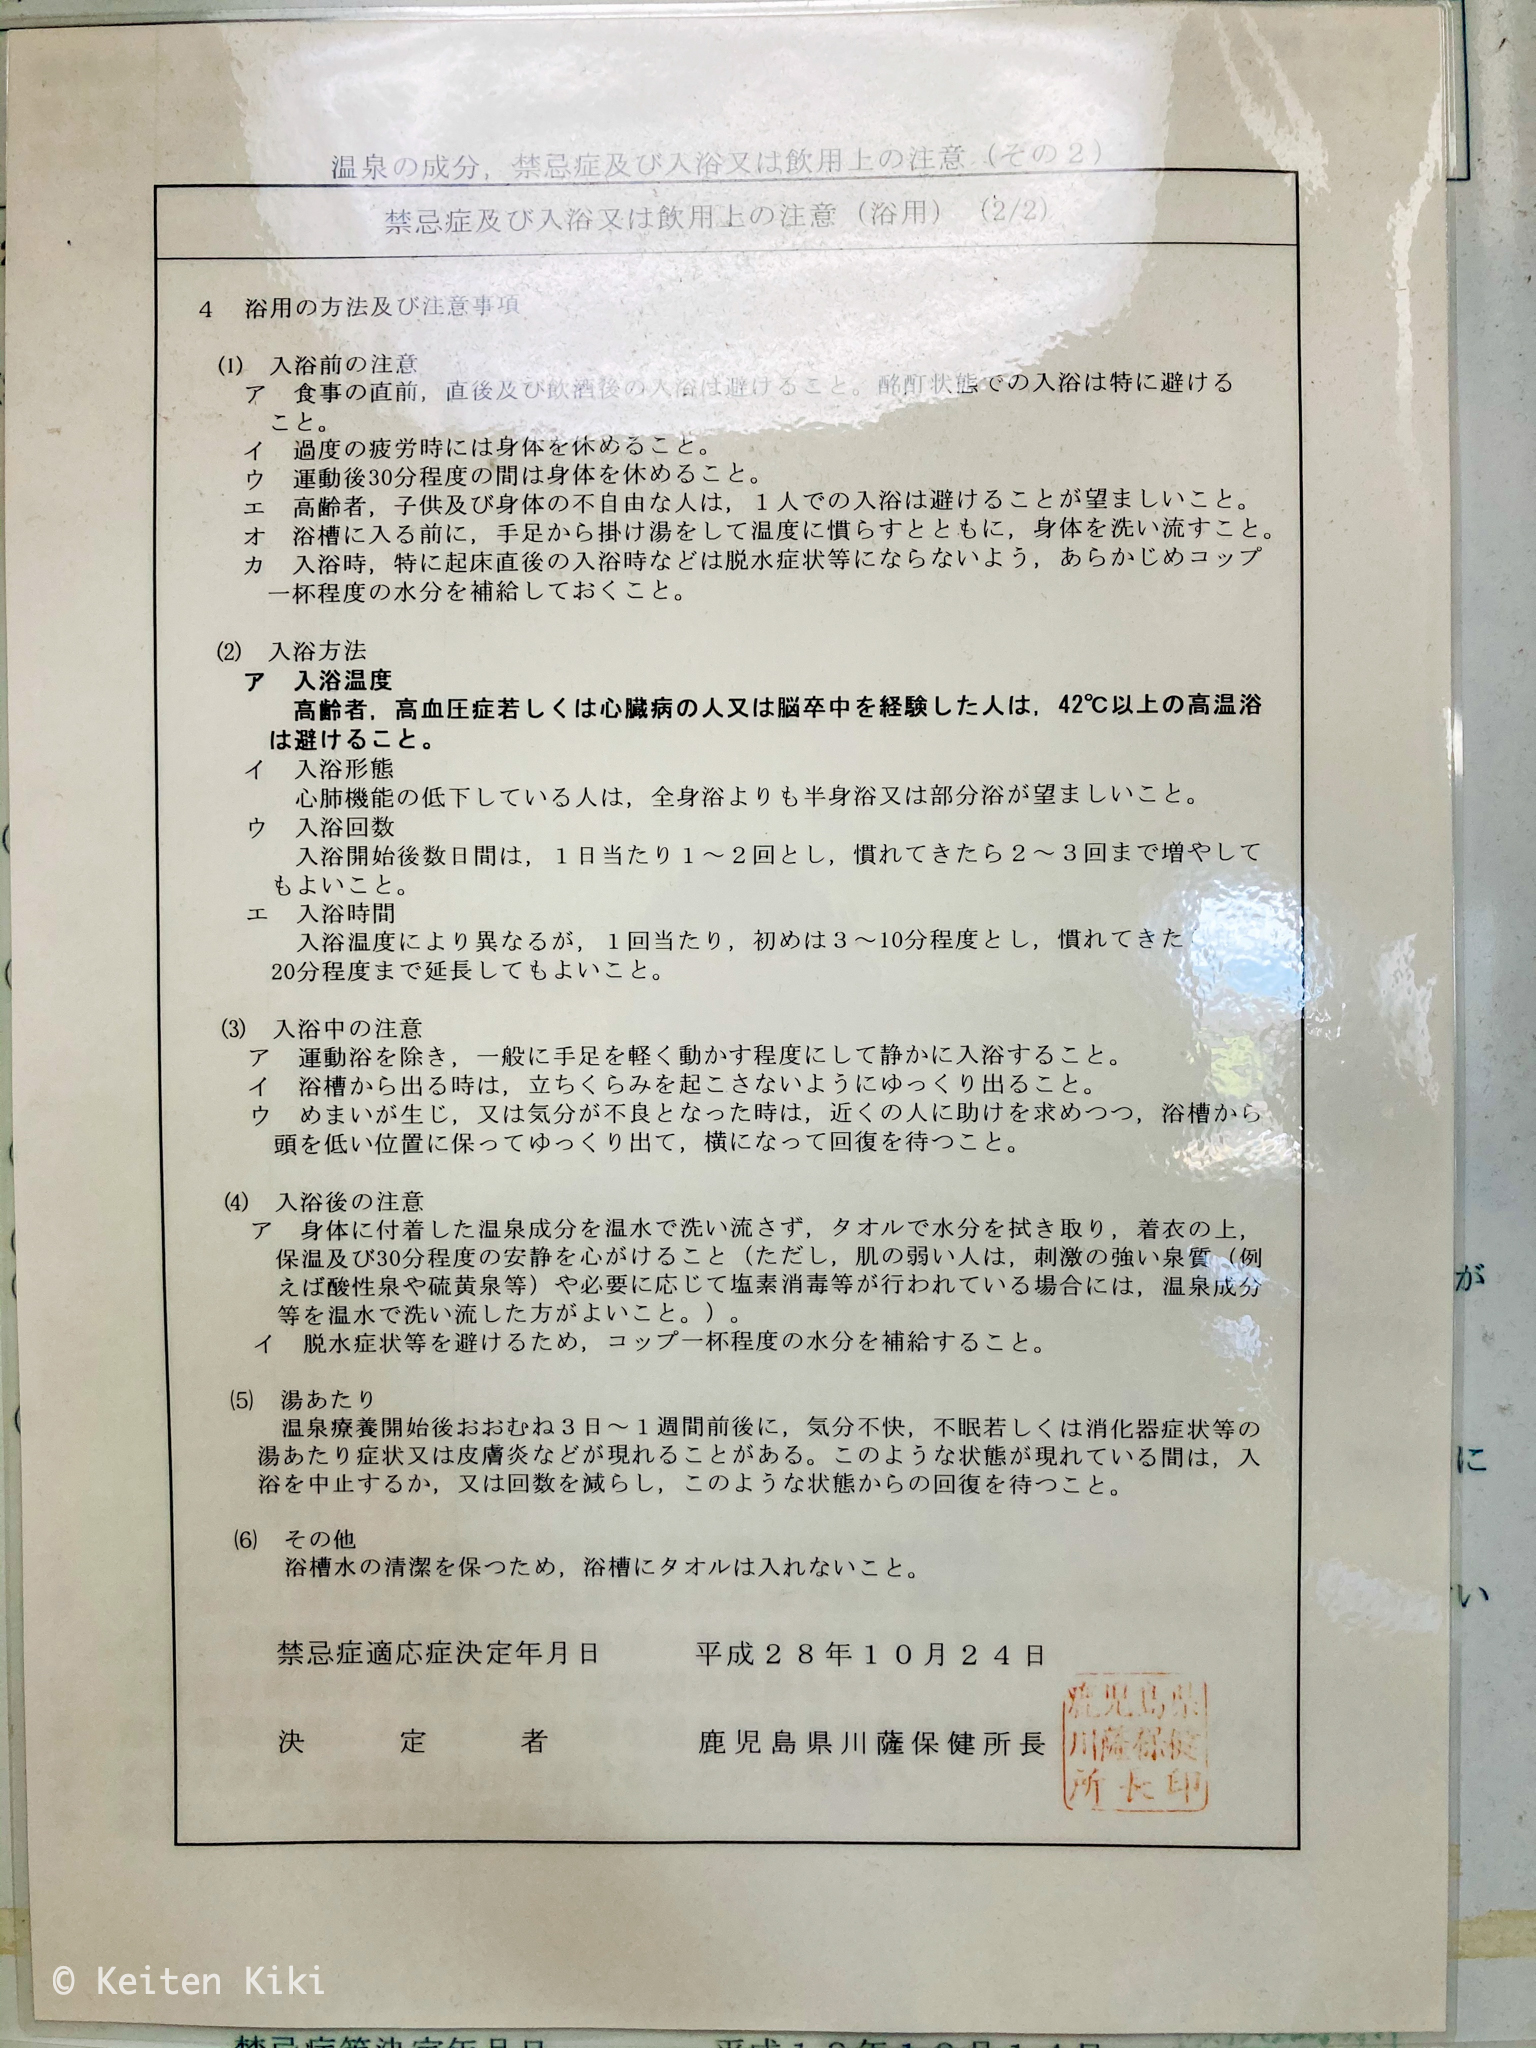 温泉の成分，禁忌症及び入浴又は飲用上の注意（その２）
禁忌症及び入浴又は飲用上の注意（浴用）（2/2）
４　浴用の方法及び注意事項
⑴　入浴前の注意
ア　食事の直前，直後及び飲酒後の入浴は避けること。酩酊状態での入浴は特に避ける
こと。
イ　過度の疲労時には身体を休めること。
ウ　運動後30分程度の間は身体を休めること。
エ　高齢者，子供及び身体の不自由な人は，１人での入浴は避けることが望ましいこと。
オ　浴槽に入る前に，手足から掛け湯をして温度に慣らすとともに，身体を洗い流すこと。
カ　入浴時，特に起床直後の入浴時などは脱水症状等にならないよう，あらかじめコップ
一杯程度の水分を補給しておくこと。
⑵　入浴方法
ア　入浴温度
高齢者，高血圧症若しくは心臓病の人又は脳卒中を経験した人は，42℃以上の高温浴
は避けること。
イ　入浴形態
心肺機能の低下している人は，全身浴よりも半身浴又は部分浴が望ましいこと。
ウ　入浴回数
入浴開始後数日間は，１日当たり１～２回とし，慣れてきたら２～３回まで増やして
もよいこと。
エ　入浴時間
入浴温度により異なるが，１回当たり，初めは３～10分程度とし，慣れてきた
20分程度まで延長してもよいこと。
⑶　入浴中の注意
ア　運動浴を除き，一般に手足を軽く動かす程度にして静かに入浴すること。
イ　浴槽から出る時は，立ちくらみを起こさないようにゆっくり出ること。
ウ　めまいが生じ，又は気分が不良となった時は，近くの人に助けを求めつつ，浴槽から
頭を低い位置に保ってゆっくり出て，横になって回復を待つこと。
⑷　入浴後の注意
ア　身体に付着した温泉成分を温水で洗い流さず，タオルで水分を拭き取り，着衣の上，
保温及び30分程度の安静を心がけること（ただし，肌の弱い人は，刺激の強い泉質（例
えば酸性泉や硫黄泉等）や必要に応じて塩素消毒等が行われている場合には，温泉成分
等を温水で洗い流した方がよいこと。）。
イ　脱水症状等を避けるため，コップ一杯程度の水分を補給すること。
⑸　湯あたり
温泉療養開始後おおむね３日～１週間前後に，気分不快，不眠若しくは消化器症状等の
湯あたり症状又は皮膚炎などが現れることがある。このような状態が現れている間は，入
浴を中止するか，又は回数を減らし，このような状態からの回復を待つこと。
⑹　その他
浴槽水の清潔を保つため，浴槽にタオルは入れないこと。
禁忌症適応症決定年月日　平成２８年１０月２４日
決定者　鹿児島県川薩保健所長
鹿児島県
川薩保健
所長印
が
に
い
© Keiten Kiki